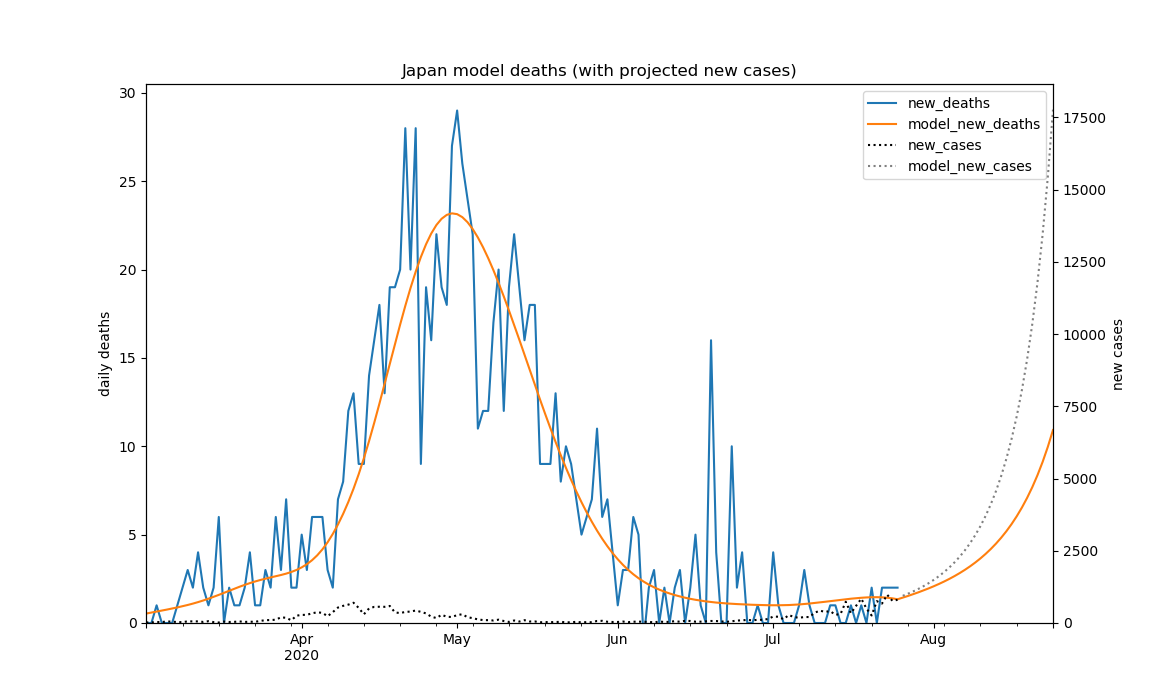 Japan model deaths (with projected new cases)
new_deaths
model_new_deaths
new_cases
model_new_cases
daily deaths
30
25
20
15
10
5
0
new cases
17500
15000
12500
10000
7500
5000
2500
0
Apr
2020
May
Jun
Jul
Aug